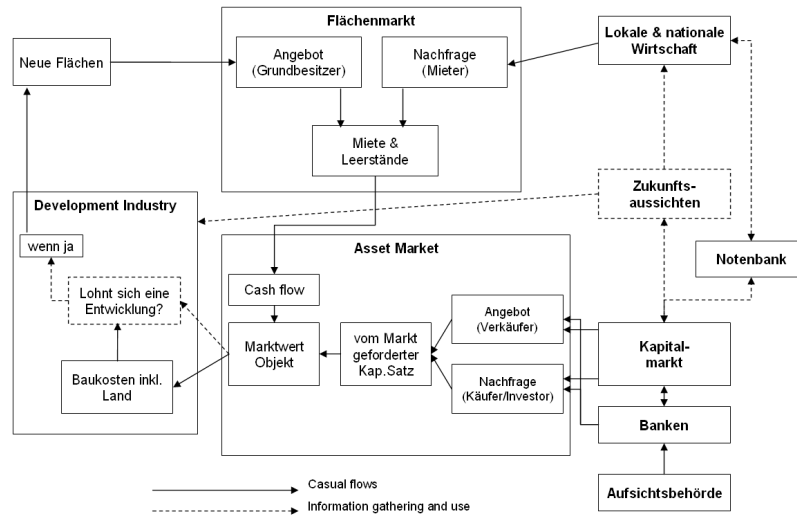 Flächenmarkt
Neue Flächen
Angebot
(Grundbesitzer)
Nachfrage
(Mieter)
Lokale & nationale
Wirtschaft
Miete &
Leerstände
Zukunfts-
aussichten
Notenbank
Development Industry
wenn ja
Lohnt sich eine
Entwicklung?
Baukosten inkl.
Land
Asset Market
Cash flow
Marktwert
Objekt
vom Markt
geforderter
Kap.Satz
Angebot
(Verkäufer)
Nachfrage
(Käufer/Investor)
Kapital-
markt
Banken
Aufsichtsbehörde
Casual flows
Information gathering and use